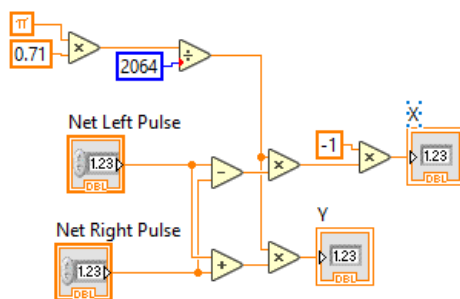 π
×
0.71
2064
÷
Net Left Pulse
1.23
DBL
−
×
-1
×
X
1.23
DBL
Net Right Pulse
1.23
DBL
+
×
Y
1.23
DBL